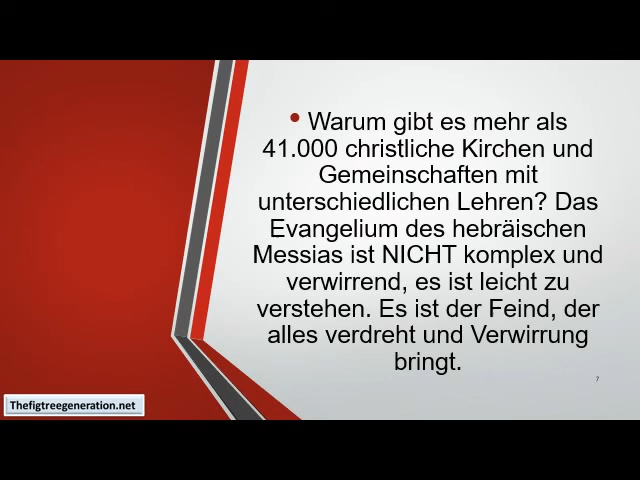 • Warum gibt es mehr als
41.000 christliche Kirchen und
Gemeinschaften mit
unterschiedlichen Lehren? Das
Evangelium des hebräischen
Messias ist NICHT komplex und
verwirrend, es ist leicht zu
verstehen. Es ist der Feind, der
alles verdreht und Verwirrung
bringt.
7
Thefigtreegeneration.net